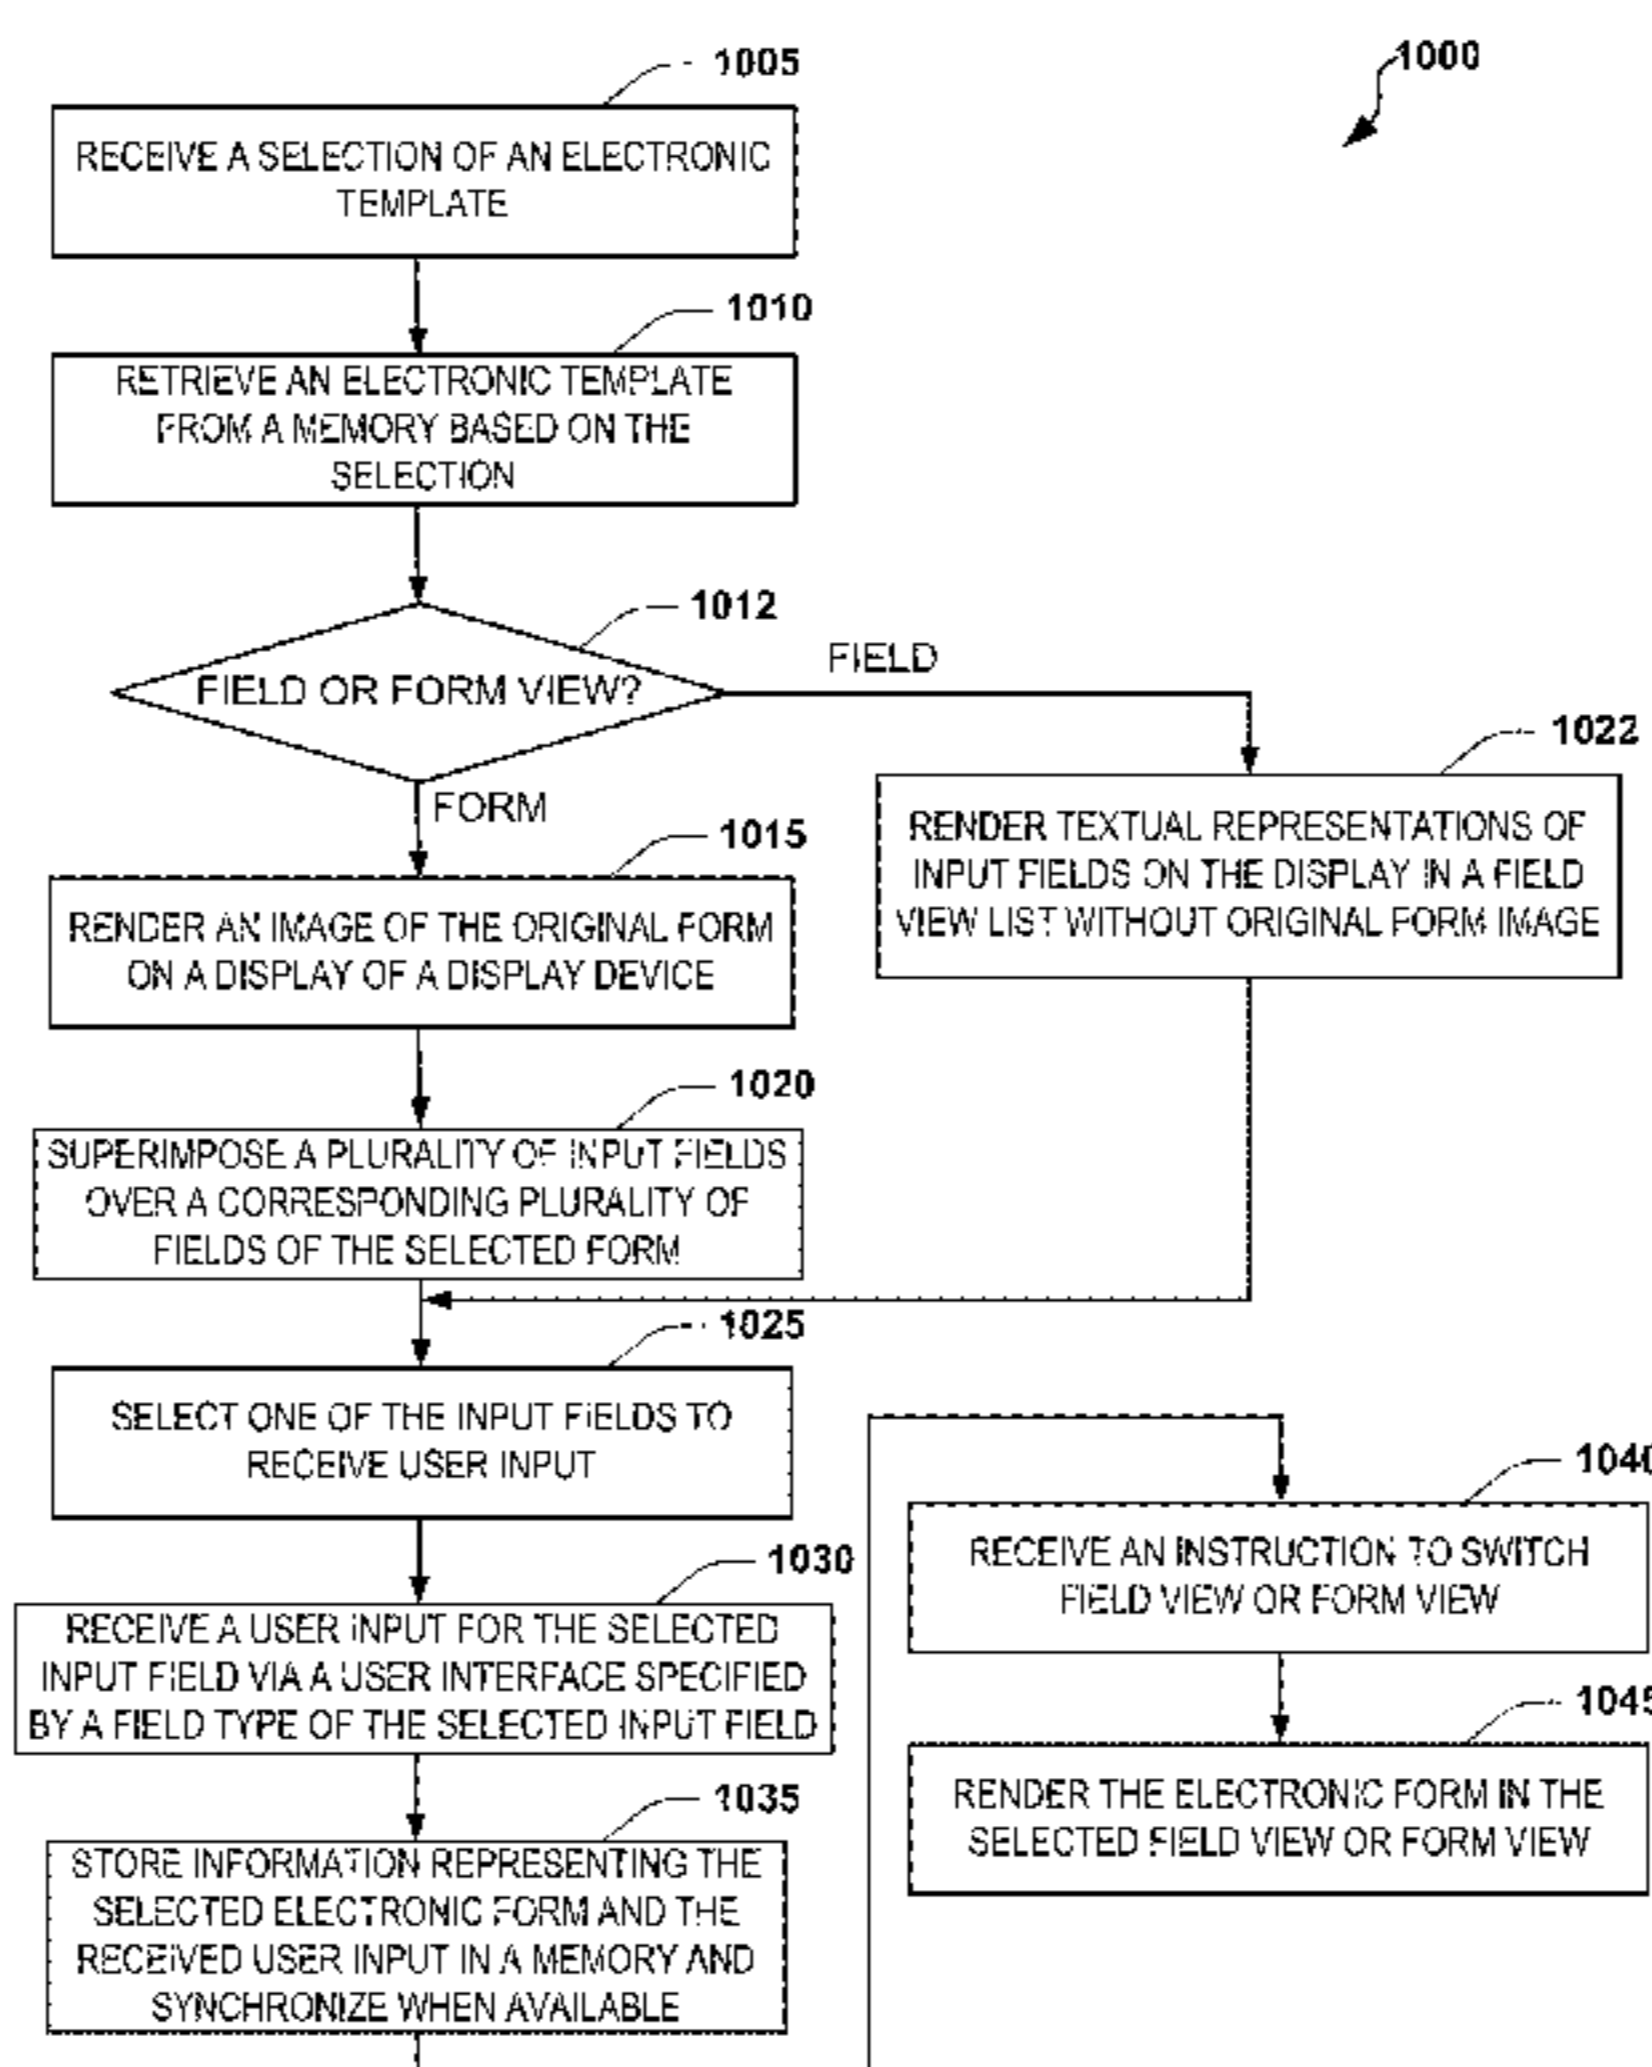 1000
1005
RECEIVE A SELECTION OF AN ELECTRONIC
TEMPLATE
1010
RETRIEVE AN ELECTRONIC TEMPLATE
FROM A MEMORY BASED ON THE
SELECTION
1012
FIELD OR FORM VIEW?
FIELD
FORM
1022
RENDER TEXTUAL REPRESENTATIONS OF
INPUT FIELDS ON THE DISPLAY IN A FIELD
VIEW LIST WITHOUT ORIGINAL FORM IMAGE
1015
RENDER AN IMAGE OF THE ORIGINAL FORM
ON A DISPLAY OF A DISPLAY DEVICE
1020
SUPERIMPOSE A PLURALITY OF INPUT FIELDS
OVER A CORRESPONDING PLURALITY OF
FIELDS OF THE SELECTED FORM
1025
SELECT ONE OF THE INPUT FIELDS TO
RECEIVE USER INPUT
1030
RECEIVE A USER INPUT FOR THE SELECTED
INPUT FIELD VIA A USER INTERFACE SPECIFIED
BY A FIELD TYPE OF THE SELECTED INPUT FIELD
1035
STORE INFORMATION REPRESENTING THE
SELECTED ELECTRONIC FORM AND THE
RECEIVED USER INPUT IN A MEMORY AND
SYNCHRONIZE WHEN AVAILABLE
1040
RECEIVE AN INSTRUCTION TO SWITCH
FIELD VIEW OR FORM VIEW
1045
RENDER THE ELECTRONIC FORM IN THE
SELECTED FIELD VIEW OR FORM VIEW